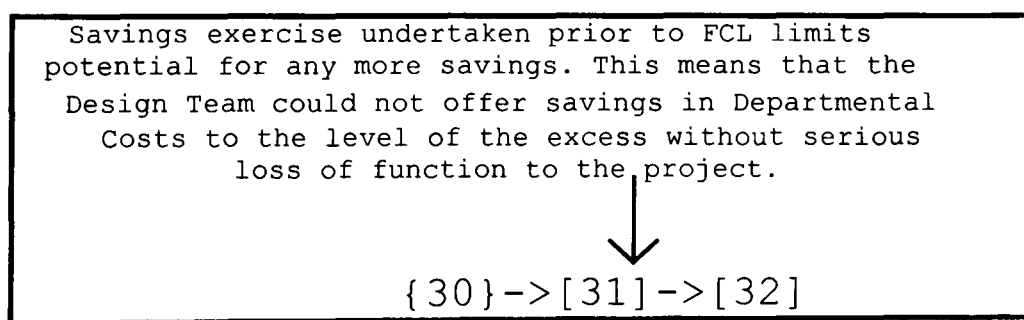 Savings exercise undertaken prior to FCL limits
potential for any more savings. This means that the
Design Team could not offer savings in Departmental
Costs to the level of the excess without serious
loss of function to the project.
{30}->[31]->[32]